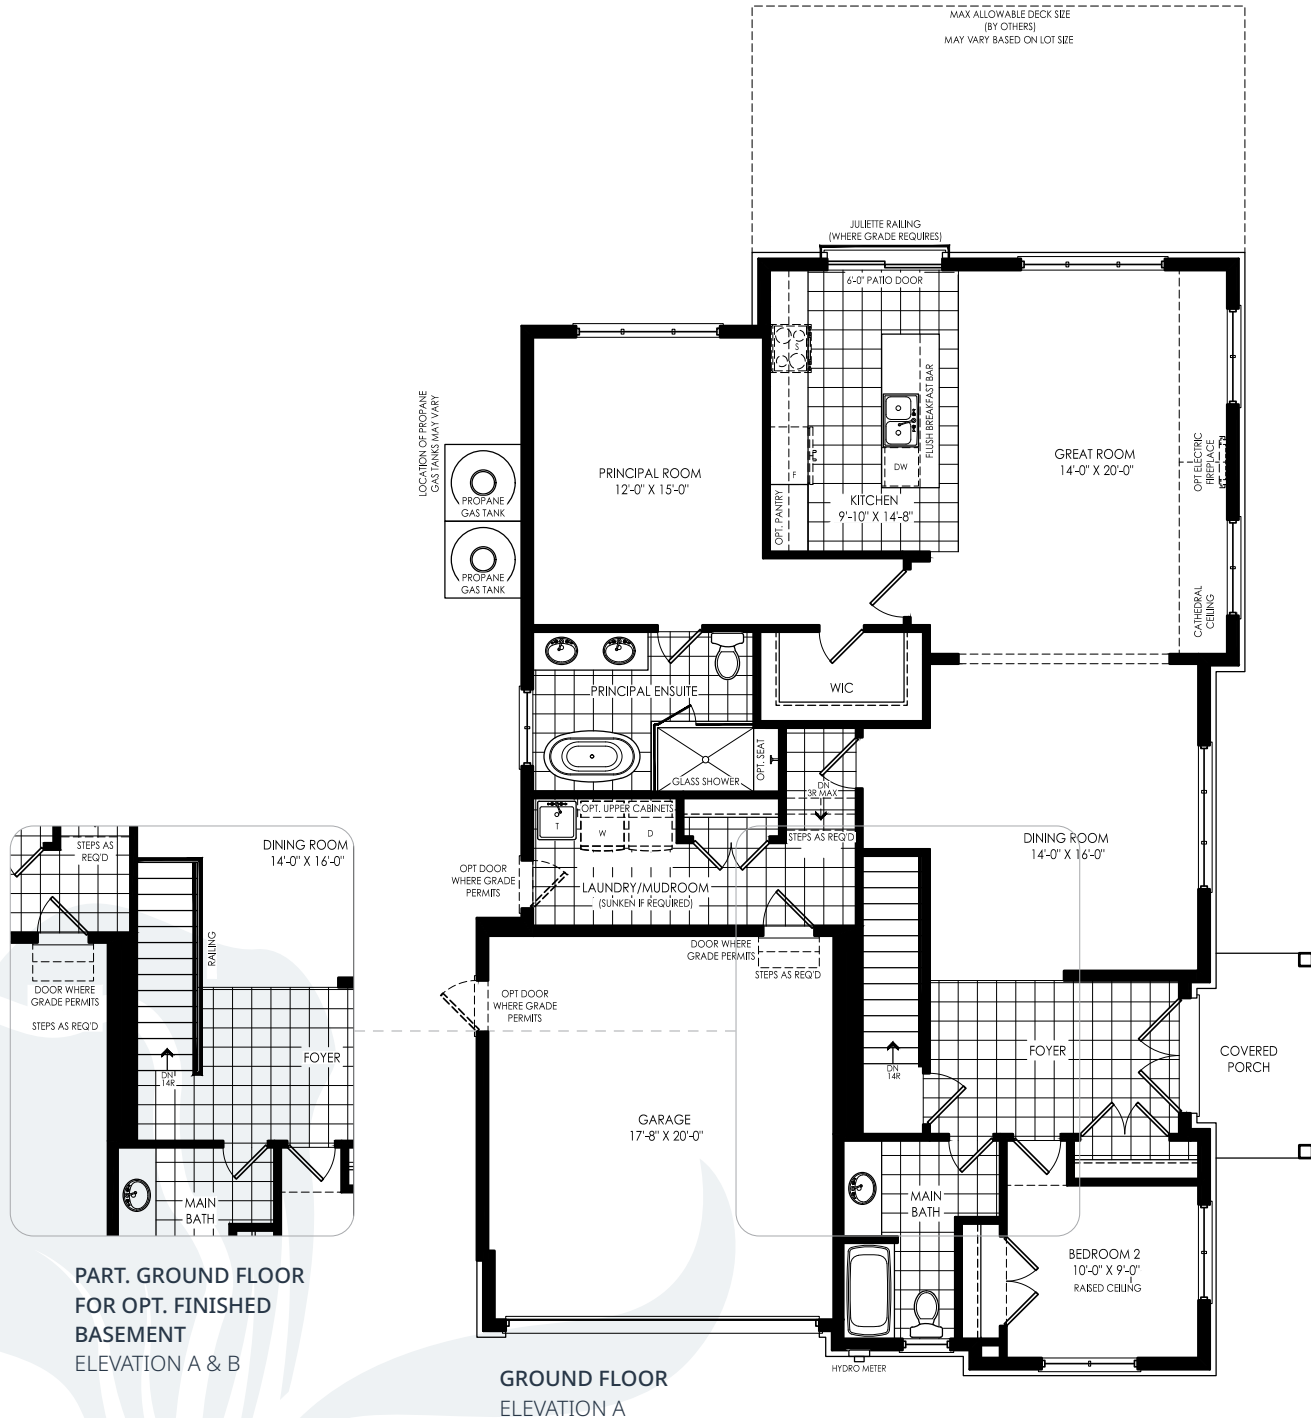 MAX ALLOWABLE DECK SIZE
(BY OTHERS)
MAY VARY BASED ON LOT SIZE
JULIETTE RAILING
(WHERE GRADE REQUIRES)
6'-0" PATIO DOOR
S
FLUSH BREAKFAST BAR
DW
F
OPT. PANTRY
KITCHEN
9'-10" X 14'-8"
GREAT ROOM
14'-0" X 20'-0"
OPT ELECTRIC
FIREPLACE
CATHEDRAL
CEILING
LOCATION OF PROPANE
GAS TANKS MAY VARY
PROPANE
GAS TANK
PROPANE
GAS TANK
PRINCIPAL ROOM
12'-0" X 15'-0"
PRINCIPAL ENSUITE
WIC
GLASS SHOWER
OPT. SEAT
DN
3R MAX
STEPS AS REQ'D
OPT. UPPER CABINETS
T
W
D
LAUNDRY/MUDROOM
(SUNKEN IF REQUIRED)
OPT DOOR
WHERE GRADE
PERMITS
DINING ROOM
14'-0" X 16'-0"
DOOR WHERE
GRADE PERMITS
STEPS AS REQ'D
OPT DOOR
WHERE GRADE
PERMITS
GARAGE
17'-8" X 20'-0"
DN
14R
FOYER
COVERED
PORCH
MAIN
BATH
BEDROOM 2
10'-0" X 9'-0"
RAISED CEILING
HYDRO METER
GROUND FLOOR
ELEVATION A
STEPS AS
REQ'D
DINING ROOM
14'-0" X 16'-0"
RAILING
DOOR WHERE
GRADE PERMITS
STEPS AS REQ'D
DN
14R
FOYER
MAIN
BATH
PART. GROUND FLOOR
FOR OPT. FINISHED
BASEMENT
ELEVATION A & B